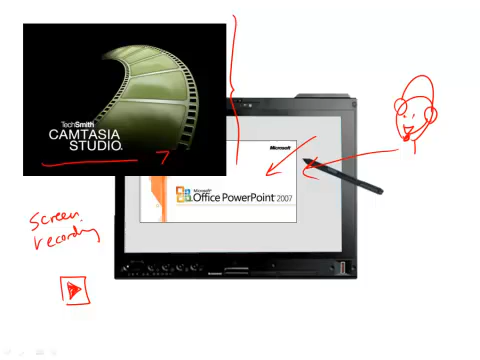 TechSmith
CAMTASIA
STUDIO.
Microsoft
Microsoft
Office PowerPoint 2007
Screen
recording